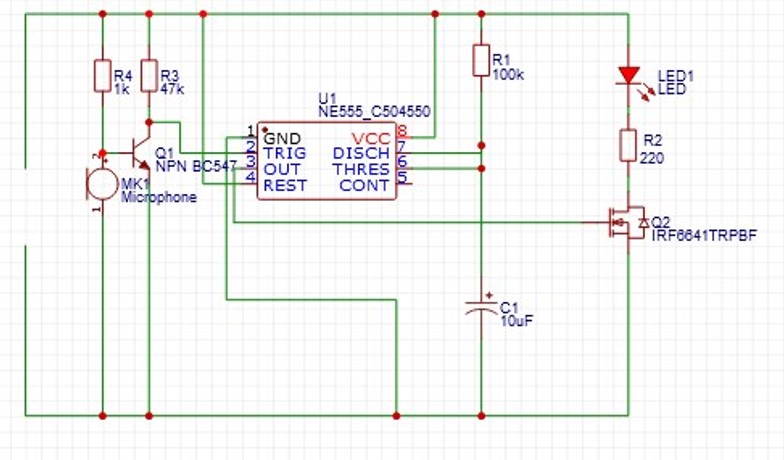 R4
1k
R3
47k
R1
100k
LED1
LED
R2
220
U1
NE555_C504550
1 GND VCC 8
2 TRIG DISCH 7
3 OUT THRES 6
4 REST CONT 5
Q1
NPN BC547
2
MK1
Microphone
1
Q2
IRF6641TRPBF
+
C1
10uF